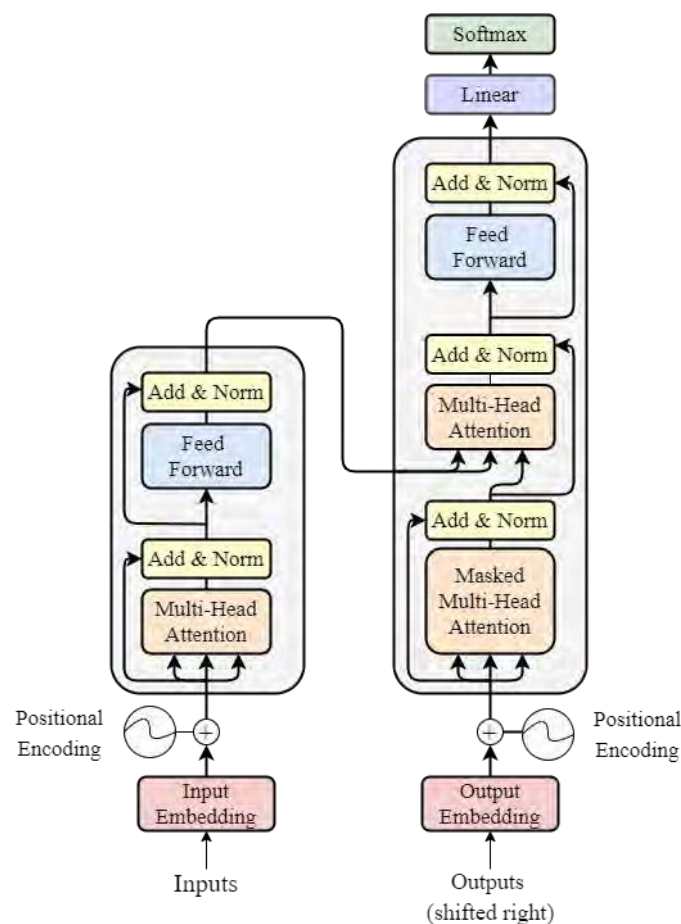 Softmax
Linear
Add & Norm
Feed
Forward
Add & Norm
Multi-Head
Attention
Add & Norm
Masked
Multi-Head
Attention
Add & Norm
Feed
Forward
Add & Norm
Multi-Head
Attention
Positional
Encoding
Positional
Encoding
Input
Embedding
Output
Embedding
Inputs
Outputs
(shifted right)